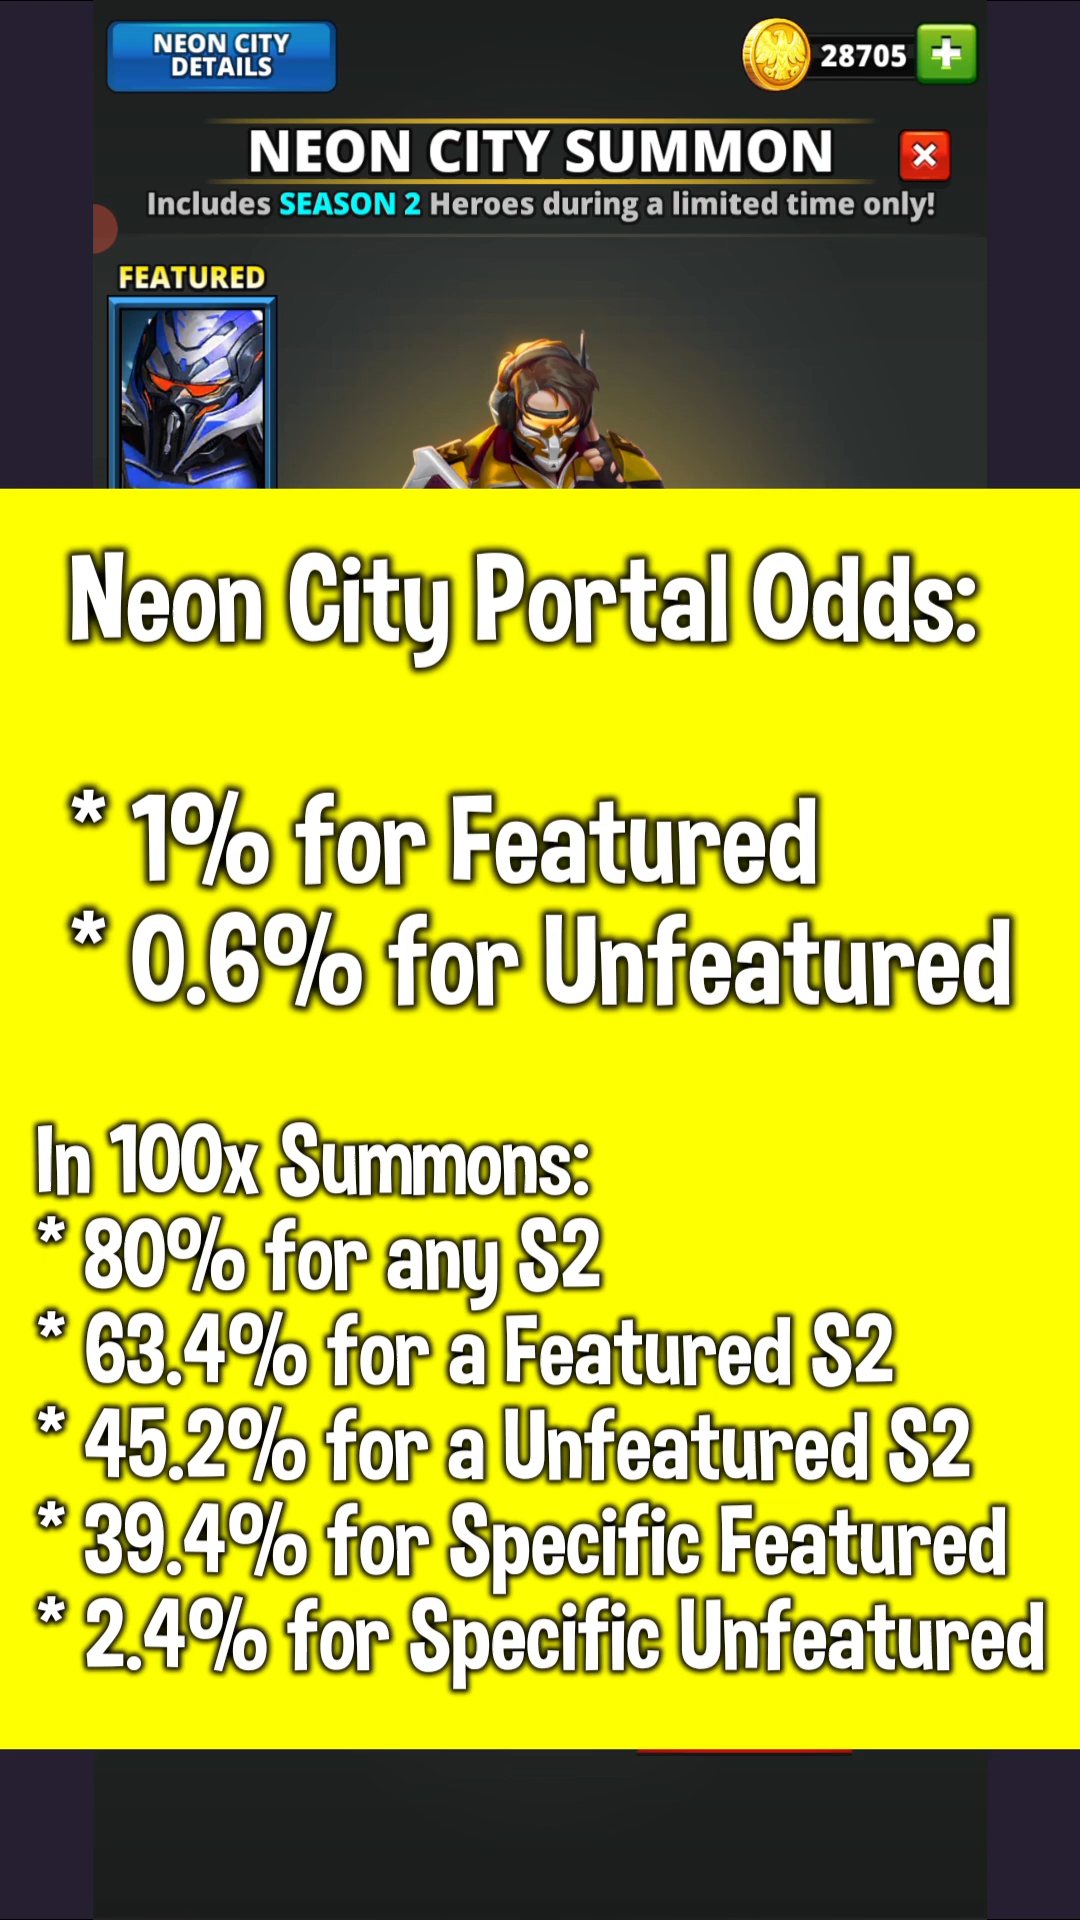 NEON CITY
DETAILS
28705
NEON CITY SUMMON
Includes SEASON 2 Heroes during a limited time only!
FEATURED
Neon City Portal Odds:
* 1% for Featured
* 0.6% for Unfeatured
In 100x Summons:
* 80% for any S2
* 63.4% for a Featured S2
* 45.2% for a Unfeatured S2
* 39.4% for Specific Featured
* 2.4% for Specific Unfeatured